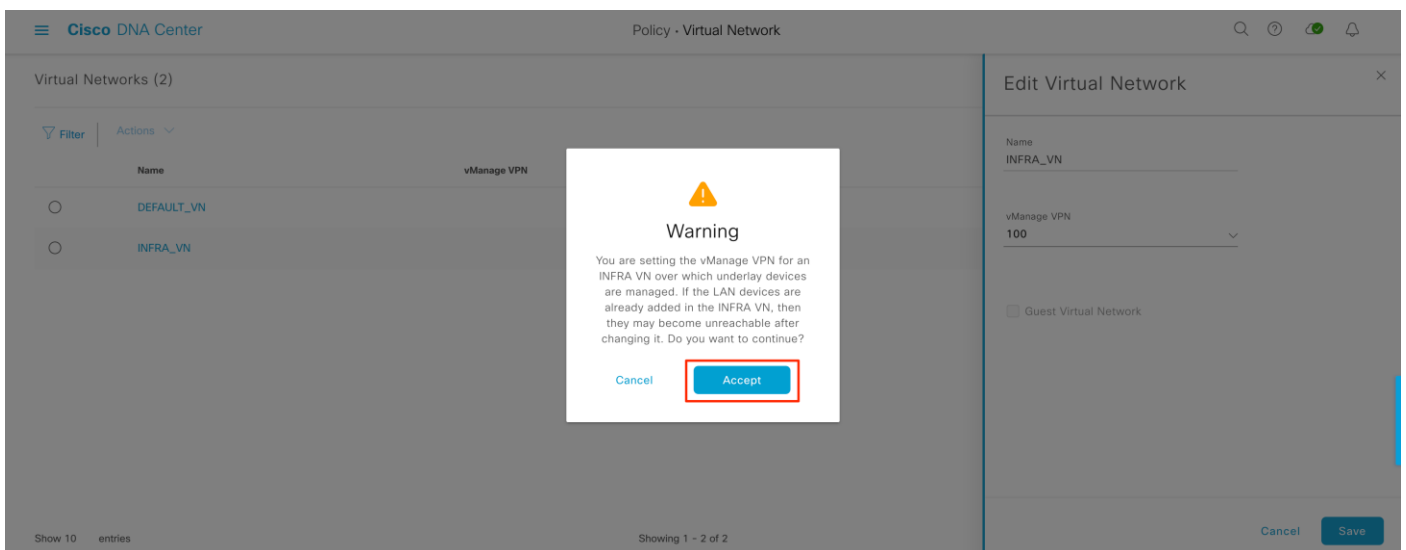 Cisco DNA Center
Policy • Virtual Network
Virtual Networks (2)
Filter Actions
Name vManage VPN
DEFAULT_VN
INFRA_VN
Show 10 entries
Showing 1 - 2 of 2
Warning
You are setting the vManage VPN for an
INFRA VN over which underlay devices
are managed. If the LAN devices are
already added in the INFRA VN, then
they may become unreachable after
changing it. Do you want to continue?
Cancel Accept
Edit Virtual Network
Name
INFRA_VN
vManage VPN
100
Guest Virtual Network
Cancel Save